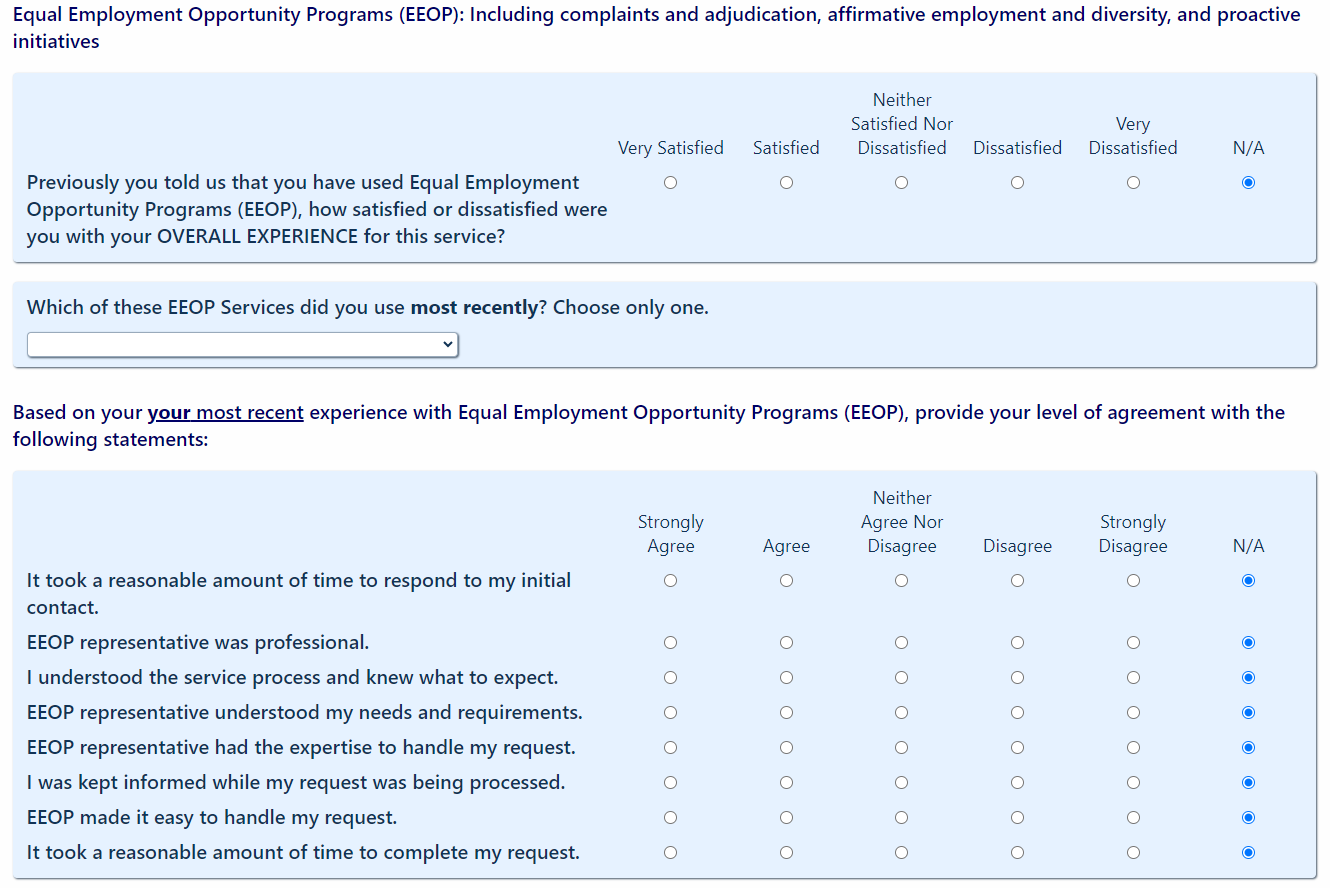 Equal Employment Opportunity Programs (EEOP): Including complaints and adjudication, affirmative employment and diversity, and proactive
initiatives
Neither
Satisfied Nor
Dissatisfied
Very
Dissatisfied
Very Satisfied Satisfied Dissatisfied N/A
Previously you told us that you have used Equal Employment
Opportunity Programs (EEOP), how satisfied or dissatisfied were
you with your OVERALL EXPERIENCE for this service?
Which of these EEOP Services did you use most recently? Choose only one.
Based on your your most recent experience with Equal Employment Opportunity Programs (EEOP), provide your level of agreement with the
following statements:
Strongly
Agree
Agree
Neither
Agree Nor
Disagree
Disagree
Strongly
Disagree
N/A
It took a reasonable amount of time to respond to my initial
contact.
EEOP representative was professional.
I understood the service process and knew what to expect.
EEOP representative understood my needs and requirements.
EEOP representative had the expertise to handle my request.
I was kept informed while my request was being processed.
EEOP made it easy to handle my request.
It took a reasonable amount of time to complete my request.